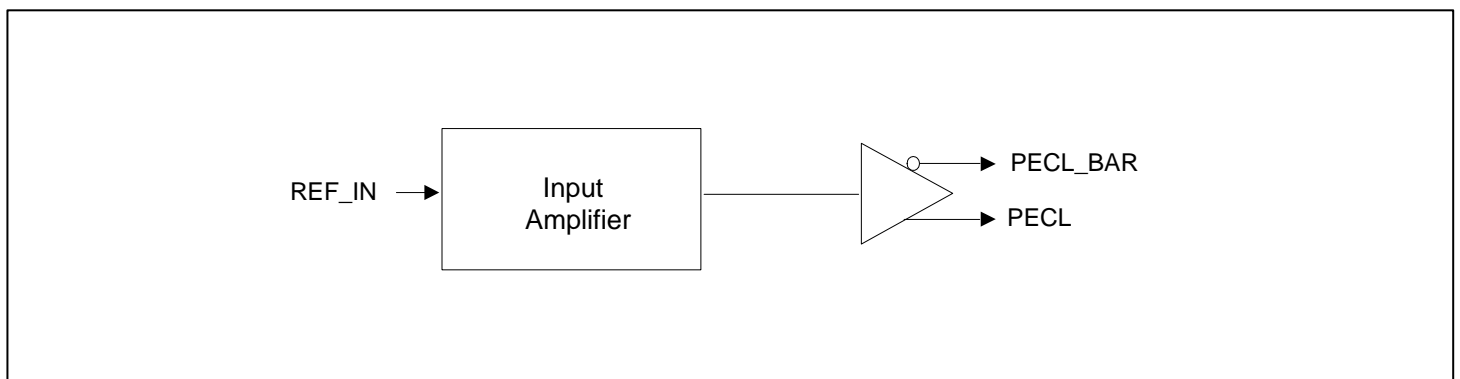 REF_IN
Input
Amplifier
PECL_BAR
PECL